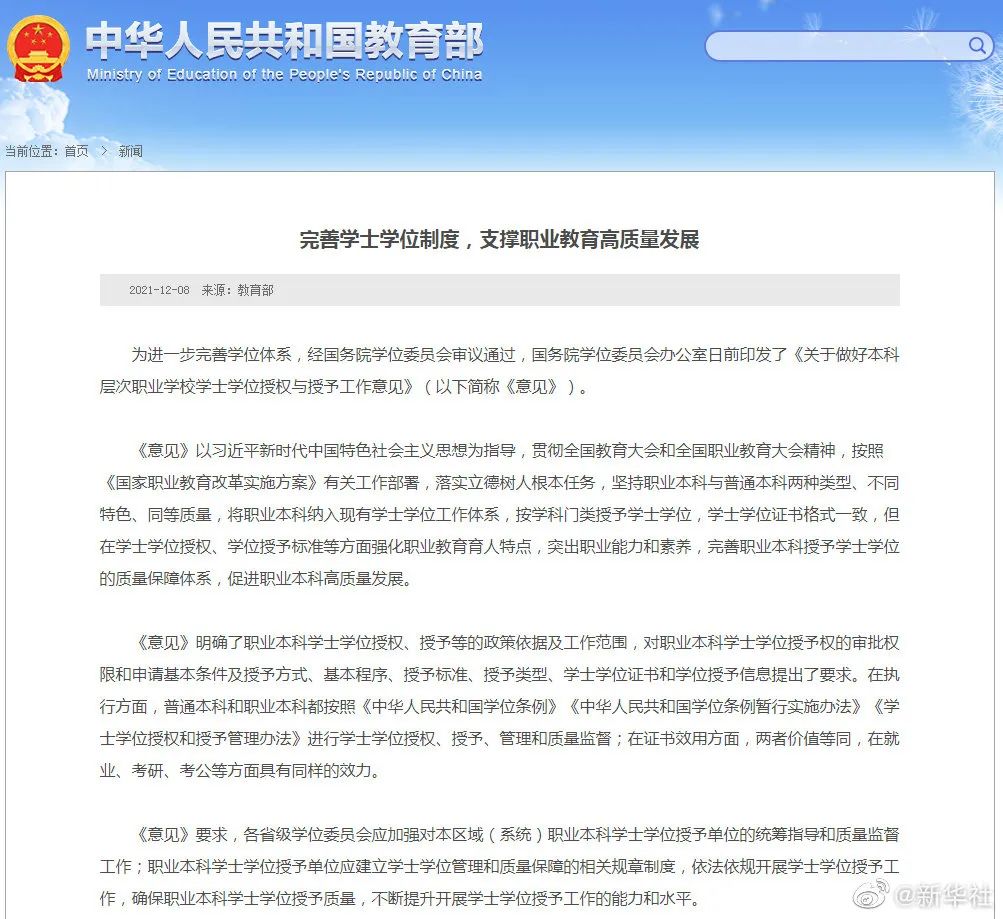 中华人民共和国教育部
Ministry of Education of the People's Republic of China
当前位置：首页 > 新闻
完善学士学位制度，支撑职业教育高质量发展
2021-12-08 来源：教育部
为进一步完善学位体系，经国务院学位委员会审议通过，国务院学位委员会办公室日前印发了《关于做好本科
层次职业学校学士学位授权与授予工作意见》（以下简称《意见》）。
《意见》以习近平新时代中国特色社会主义思想为指导，贯彻全国教育大会和全国职业教育大会精神，按照
《国家职业教育改革实施方案》有关工作部署，落实立德树人根本任务，坚持职业本科与普通本科两种类型、不同
特色、同等质量，将职业本科纳入现有学士学位工作体系，按学科门类授予学士学位，学士学位证书格式一致，但
在学士学位授权、学位授予标准等方面强化职业教育育人特点，突出职业能力和素养，完善职业本科授予学士学位
的质量保障体系，促进职业本科高质量发展。
《意见》明确了职业本科学士学位授权、授予等的政策依据及工作范围，对职业本科学士学位授予权的审批权
限和申请基本条件及授予方式、基本程序、授予标准、授予类型、学士学位证书和学位授予信息提出了要求。在执
行方面，普通本科和职业本科都按照《中华人民共和国学位条例》《中华人民共和国学位条例暂行实施办法》《学
士学位授权和授予管理办法》进行学士学位授权、授予、管理和质量监督；在证书效用方面，两者价值等同，在就
业、考研、考公等方面具有同样的效力。
《意见》要求，各省级学位委员会应加强对本区域（系统）职业本科学士学位授予单位的统筹指导和质量监督
工作；职业本科学士学位授予单位应建立学士学位管理和质量保障的相关规章制度，依法依规开展学士学位授予工
作，确保职业本科学士学位授予质量，不断提升开展学士学位授予工作的能力和水平。
@新华社